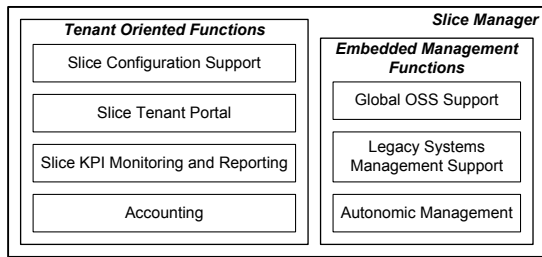 Slice Manager
Tenant Oriented Functions
Slice Configuration Support
Slice Tenant Portal
Slice KPI Monitoring and Reporting
Accounting
Embedded Management
Functions
Global OSS Support
Legacy Systems
Management Support
Autonomic Management